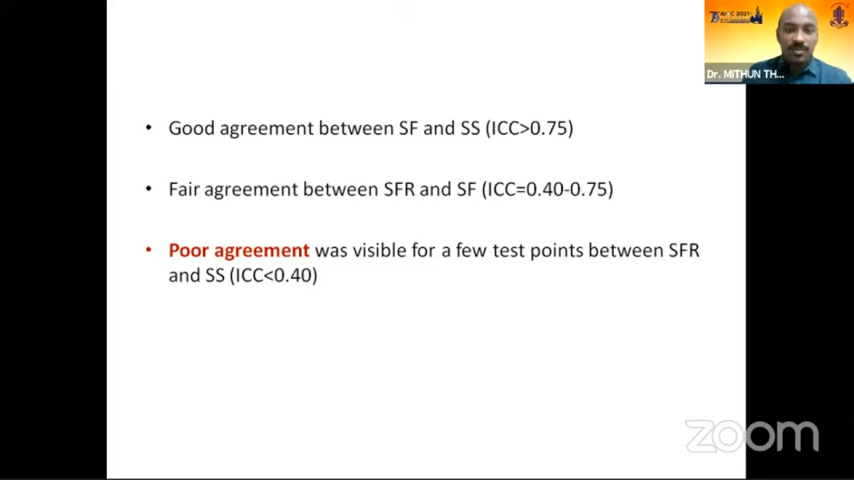 AIOC 2021
Dr. MITHUN TH...
• Good agreement between SF and SS (ICC>0.75)
• Fair agreement between SFR and SF (ICC=0.40-0.75)
• Poor agreement was visible for a few test points between SFR
and SS (ICC<0.40)
zoom